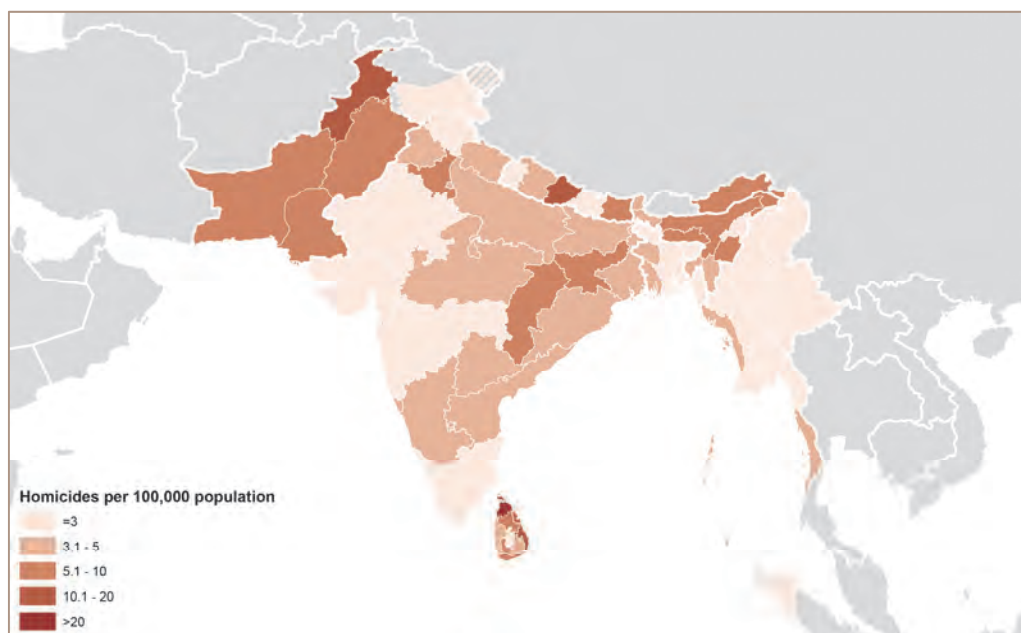 Homicides per 100,000 population
=3
3.1 - 5
5.1 - 10
10.1 - 20
>20